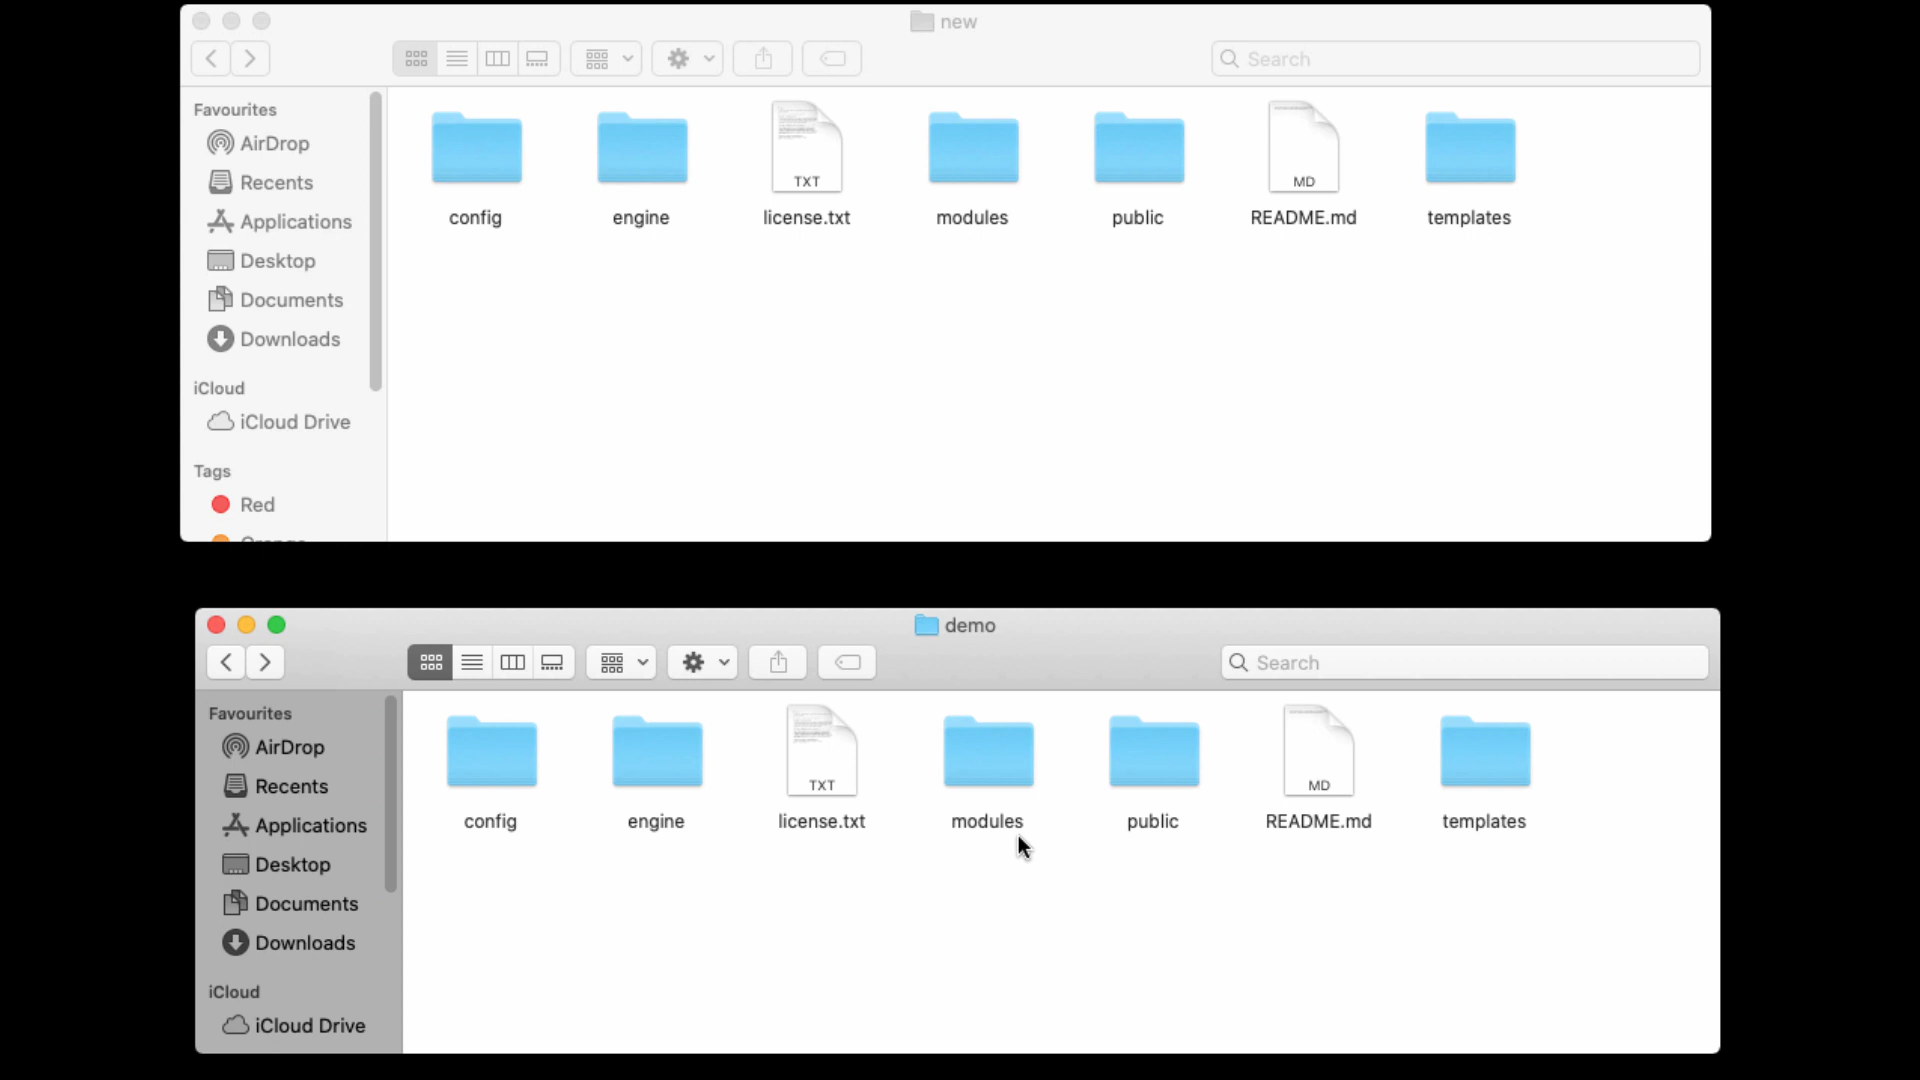 new
Search
Favourites
AirDrop
Recents
Applications
Desktop
Documents
Downloads
iCloud
iCloud Drive
Tags
Red
Orange
TXT
MD
config
engine
license.txt
modules
public
README.md
templates
demo
Search
Favourites
AirDrop
Recents
Applications
Desktop
Documents
Downloads
iCloud
iCloud Drive
TXT
MD
config
engine
license.txt
modules
public
README.md
templates